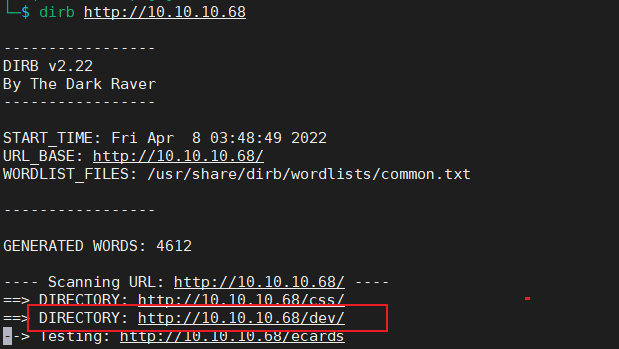 └─$ dirb http://10.10.10.68
-----------------
DIRB v2.22
By The Dark Raver
-----------------
START_TIME: Fri Apr  8 03:48:49 2022
URL_BASE: http://10.10.10.68/
WORDLIST_FILES: /usr/share/dirb/wordlists/common.txt
-----------------
GENERATED WORDS: 4612
---- Scanning URL: http://10.10.10.68/ ----
==> DIRECTORY: http://10.10.10.68/css/
==> DIRECTORY: http://10.10.10.68/dev/
--> Testing: http://10.10.10.68/ecards